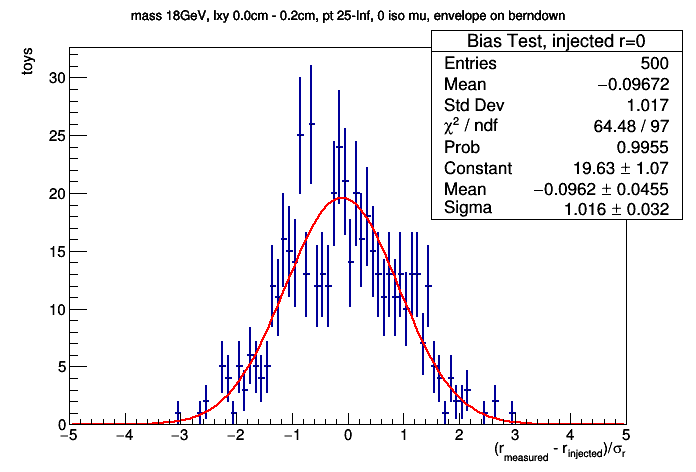 mass 18GeV, lxy 0.0cm - 0.2cm, pt 25-Inf, 0 iso mu, envelope on berndown
Bias Test, injected r=0
Entries 500
Mean −0.09672
Std Dev 1.017
χ² / ndf 64.48 / 97
Prob 0.9955
Constant 19.63 ± 1.07
Mean −0.0962 ± 0.0455
Sigma 1.016 ± 0.032
toys
30
25
20
15
10
5
0
−5 −4 −3 −2 −1 0 1 2 3 4 5
(r_measured - r_injected)/σ_r